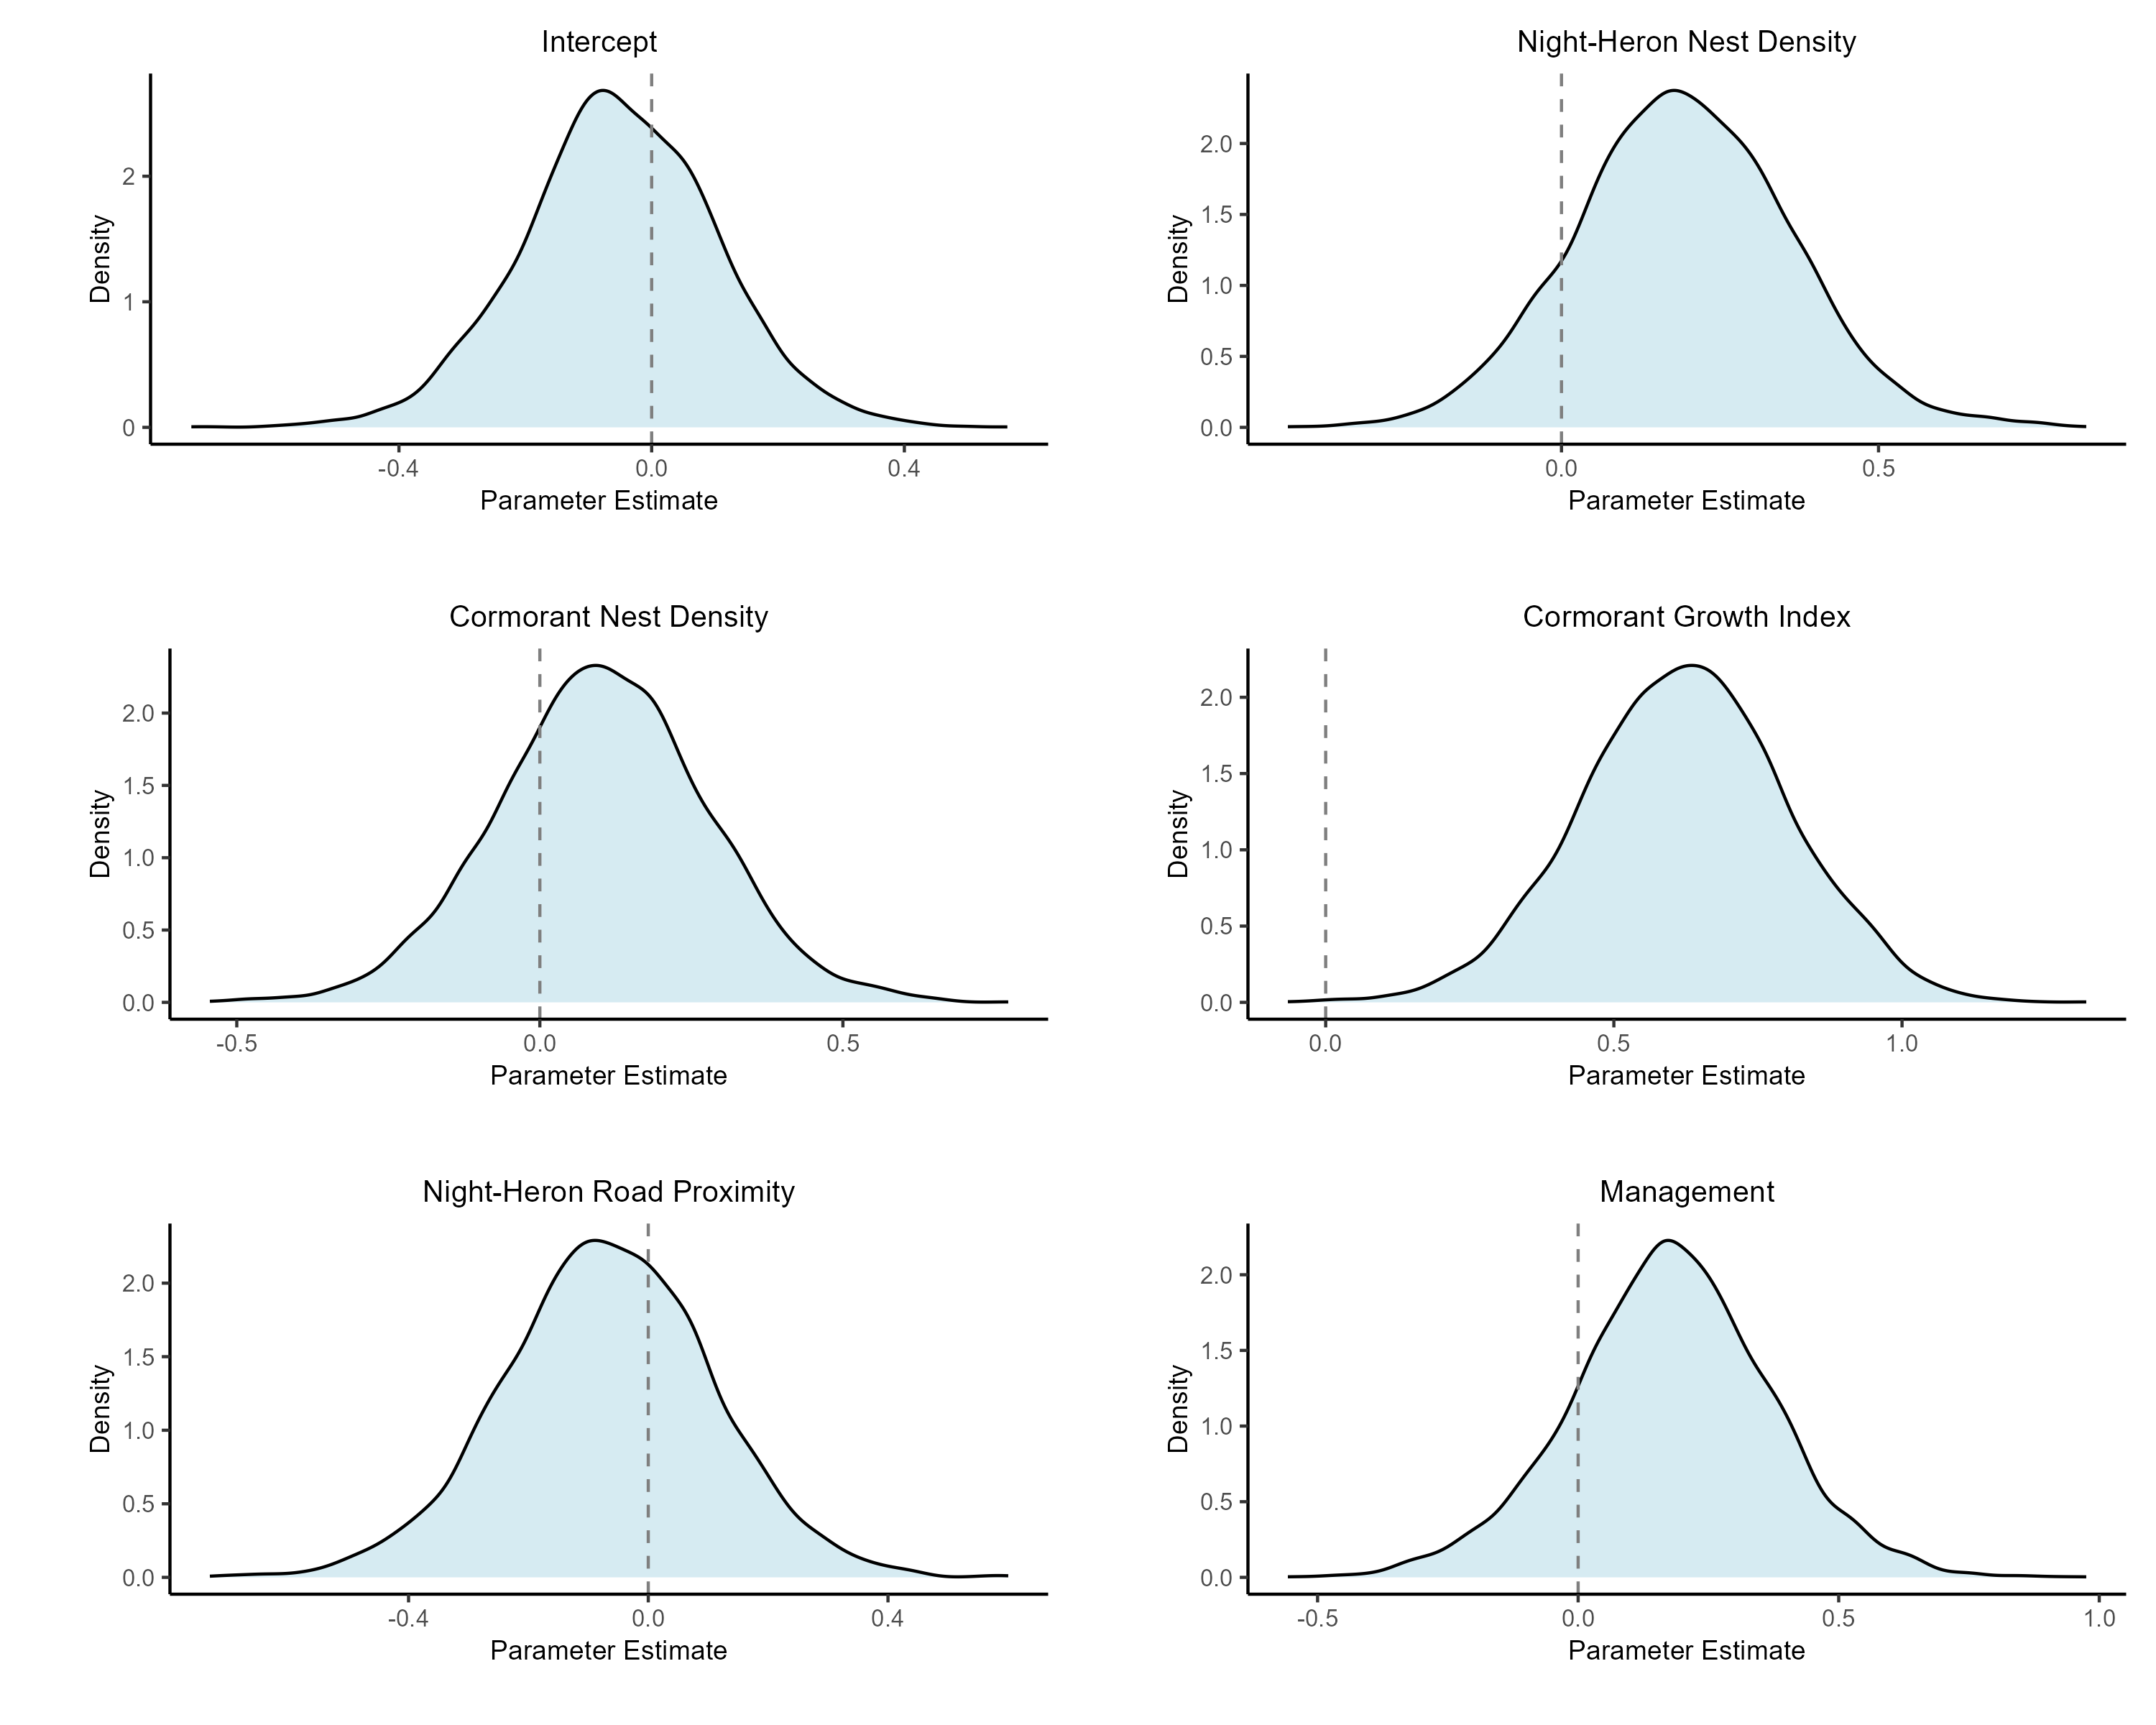 Intercept
Density
2
1
0
-0.4 0.0 0.4
Parameter Estimate
Night-Heron Nest Density
Density
2.0
1.5
1.0
0.5
0.0
0.0 0.5
Parameter Estimate
Cormorant Nest Density
Density
2.0
1.5
1.0
0.5
0.0
-0.5 0.0 0.5
Parameter Estimate
Cormorant Growth Index
Density
2.0
1.5
1.0
0.5
0.0
0.0 0.5 1.0
Parameter Estimate
Night-Heron Road Proximity
Density
2.0
1.5
1.0
0.5
0.0
-0.4 0.0 0.4
Parameter Estimate
Management
Density
2.0
1.5
1.0
0.5
0.0
-0.5 0.0 0.5 1.0
Parameter Estimate